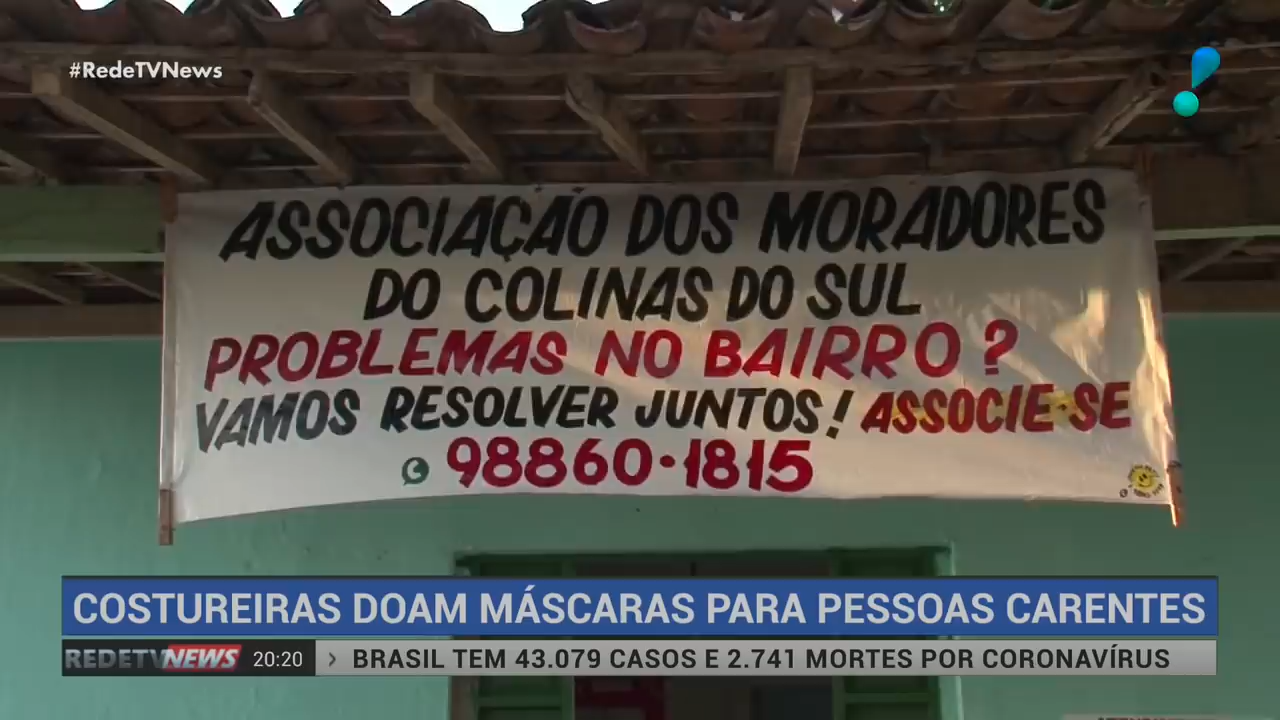 #RedeTVNews
ASSOCIAÇÃO DOS MORADORES
DO COLINAS DO SUL
PROBLEMAS NO BAIRRO?
VAMOS RESOLVER JUNTOS! ASSOCIE-SE
98860-1815
COSTUREIRAS DOAM MÁSCARAS PARA PESSOAS CARENTES
REDETV NEWS 20:20 › BRASIL TEM 43.079 CASOS E 2.741 MORTES POR CORONAVÍRUS